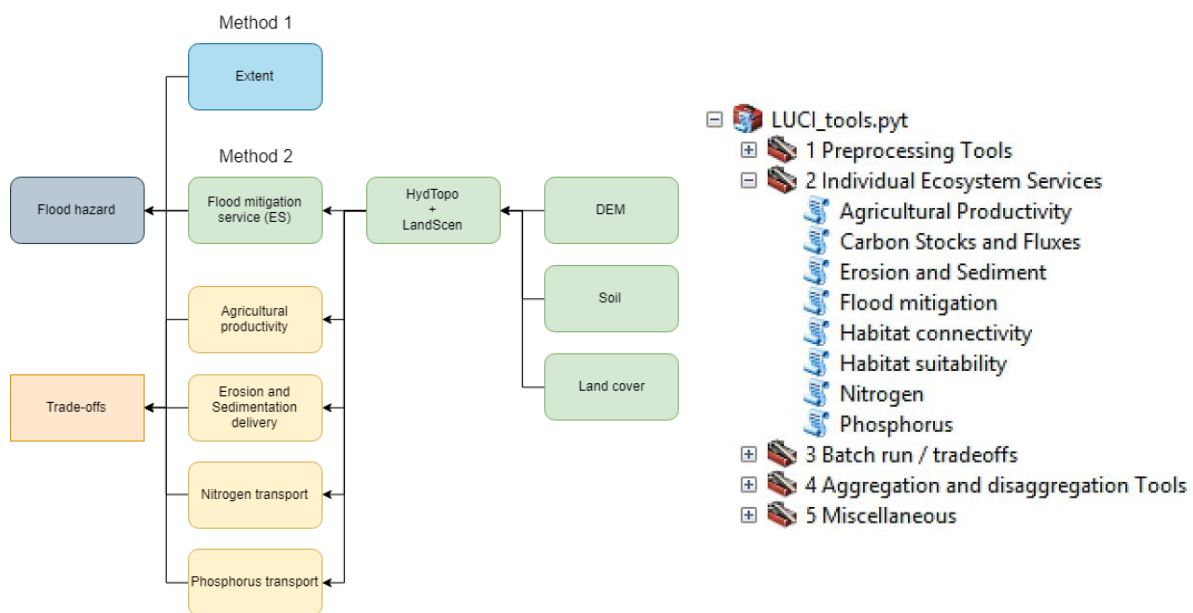 Method 1
Extent
Method 2
Flood hazard
Flood mitigation
service (ES)
HydTopo
+
LandScen
DEM
Agricultural
productivity
Soil
Trade-offs
Erosion and
Sedimentation
delivery
Land cover
Nitrogen transport
Phosphorus transport
LUCI_tools.pyt
1 Preprocessing Tools
2 Individual Ecosystem Services
Agricultural Productivity
Carbon Stocks and Fluxes
Erosion and Sediment
Flood mitigation
Habitat connectivity
Habitat suitability
Nitrogen
Phosphorus
3 Batch run / tradeoffs
4 Aggregation and disaggregation Tools
5 Miscellaneous